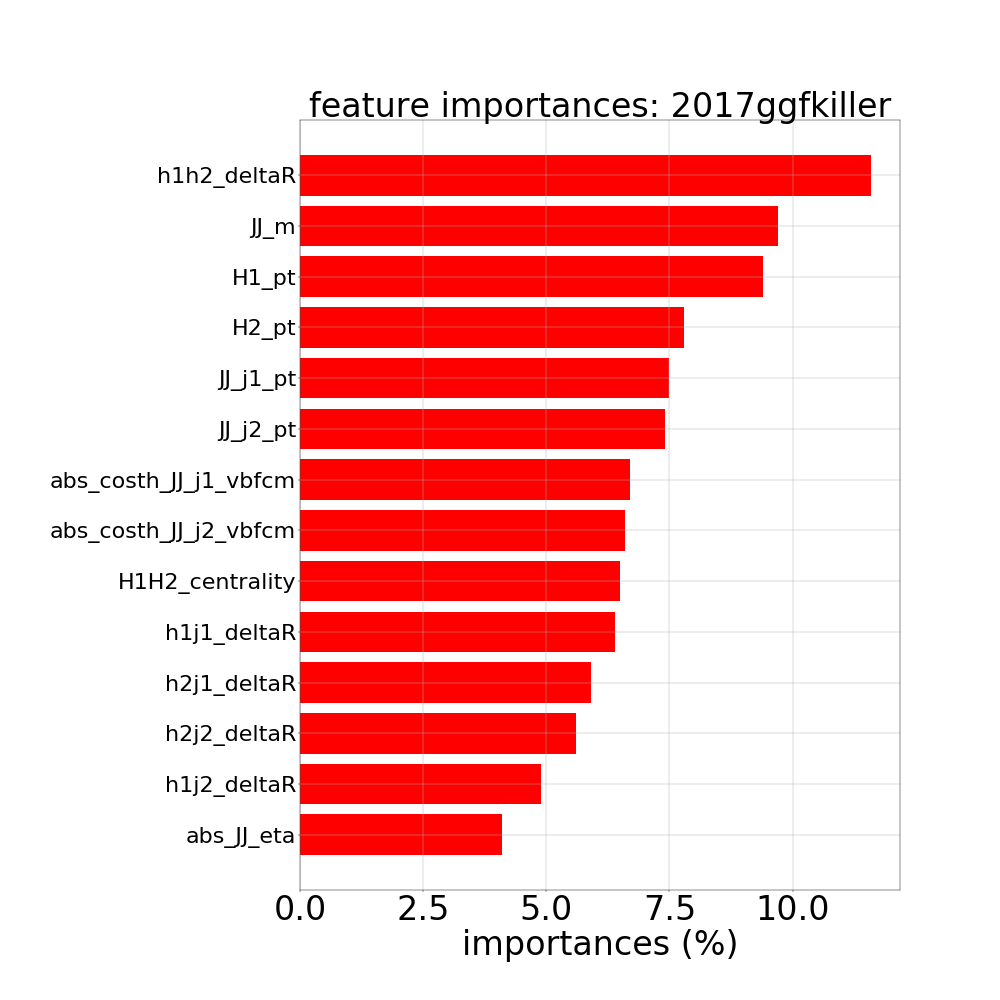 feature importances: 2017ggfkiller
h1h2_deltaR
JJ_m
H1_pt
H2_pt
JJ_j1_pt
JJ_j2_pt
abs_costh_JJ_j1_vbfcm
abs_costh_JJ_j2_vbfcm
H1H2_centrality
h1j1_deltaR
h2j1_deltaR
h2j2_deltaR
h1j2_deltaR
abs_JJ_eta
0.0 2.5 5.0 7.5 10.0
importances (%)